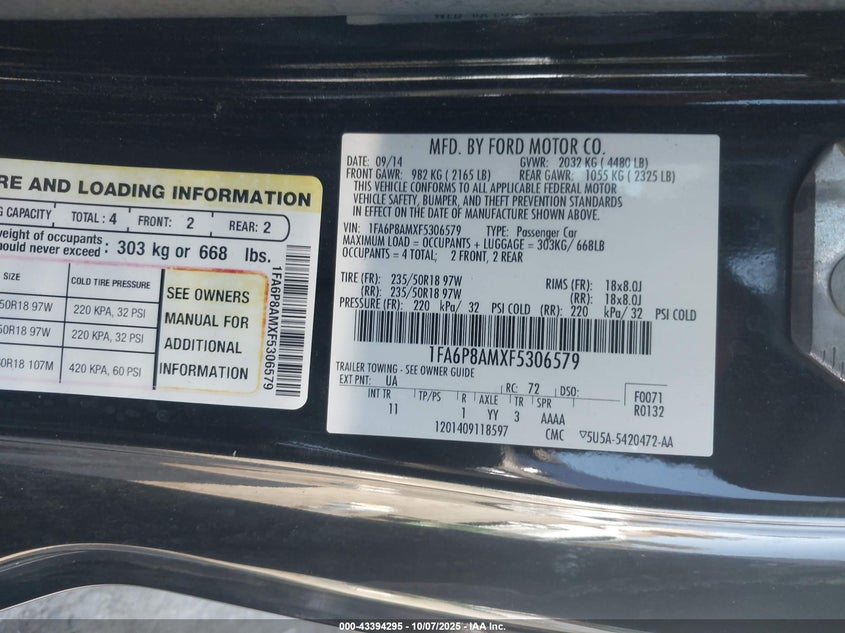 RE AND LOADING INFORMATION
G CAPACITY TOTAL : 4 FRONT: 2 REAR: 2
weight of occupants
hould never exceed : 303 kg or 668 lbs.
SIZE COLD TIRE PRESSURE
50R18 97W 220 KPA, 32 PSI
50R18 97W 220 KPA, 32 PSI
0R18 107M 420 KPA, 60 PSI
SEE OWNERS
MANUAL FOR
ADDITIONAL
INFORMATION
1FA6P8AMXF5306579
MFD. BY FORD MOTOR CO.
DATE: 09/14 GVWR: 2032 KG ( 4480 LB)
FRONT GAWR: 982 KG ( 2165 LB) REAR GAWR: 1055 KG ( 2325 LB)
THIS VEHICLE CONFORMS TO ALL APPLICABLE FEDERAL MOTOR
VEHICLE SAFETY, BUMPER, AND THEFT PREVENTION STANDARDS
IN EFFECT ON THE DATE OF MANUFACTURE SHOWN ABOVE.
VIN: 1FA6P8AMXF5306579 TYPE: Passenger Car
MAXIMUM LOAD = OCCUPANTS + LUGGAGE = 303KG/ 668LB
OCCUPANTS = 4 TOTAL; 2 FRONT, 2 REAR
TIRE (FR): 235/50R18 97W RIMS (FR): 18x8.0J
(RR): 235/50R18 97W (RR): 18x8.0J
PRESSURE (FR): 220 kPa/ 32 PSI COLD (RR): 220 kPa/ 32 PSI COLD
1FA6P8AMXF5306579
TRAILER TOWING - SEE OWNER GUIDE
EXT PNT: UA RC: 72 DSO: F0071
INT TR TP/PS R AXLE TR SPR R0132
11 1 YY 3 AAAA
1201409118597 CMC 5U5A-5420472-AA
000-43394295 - 10/07/2025 - IAA Inc.